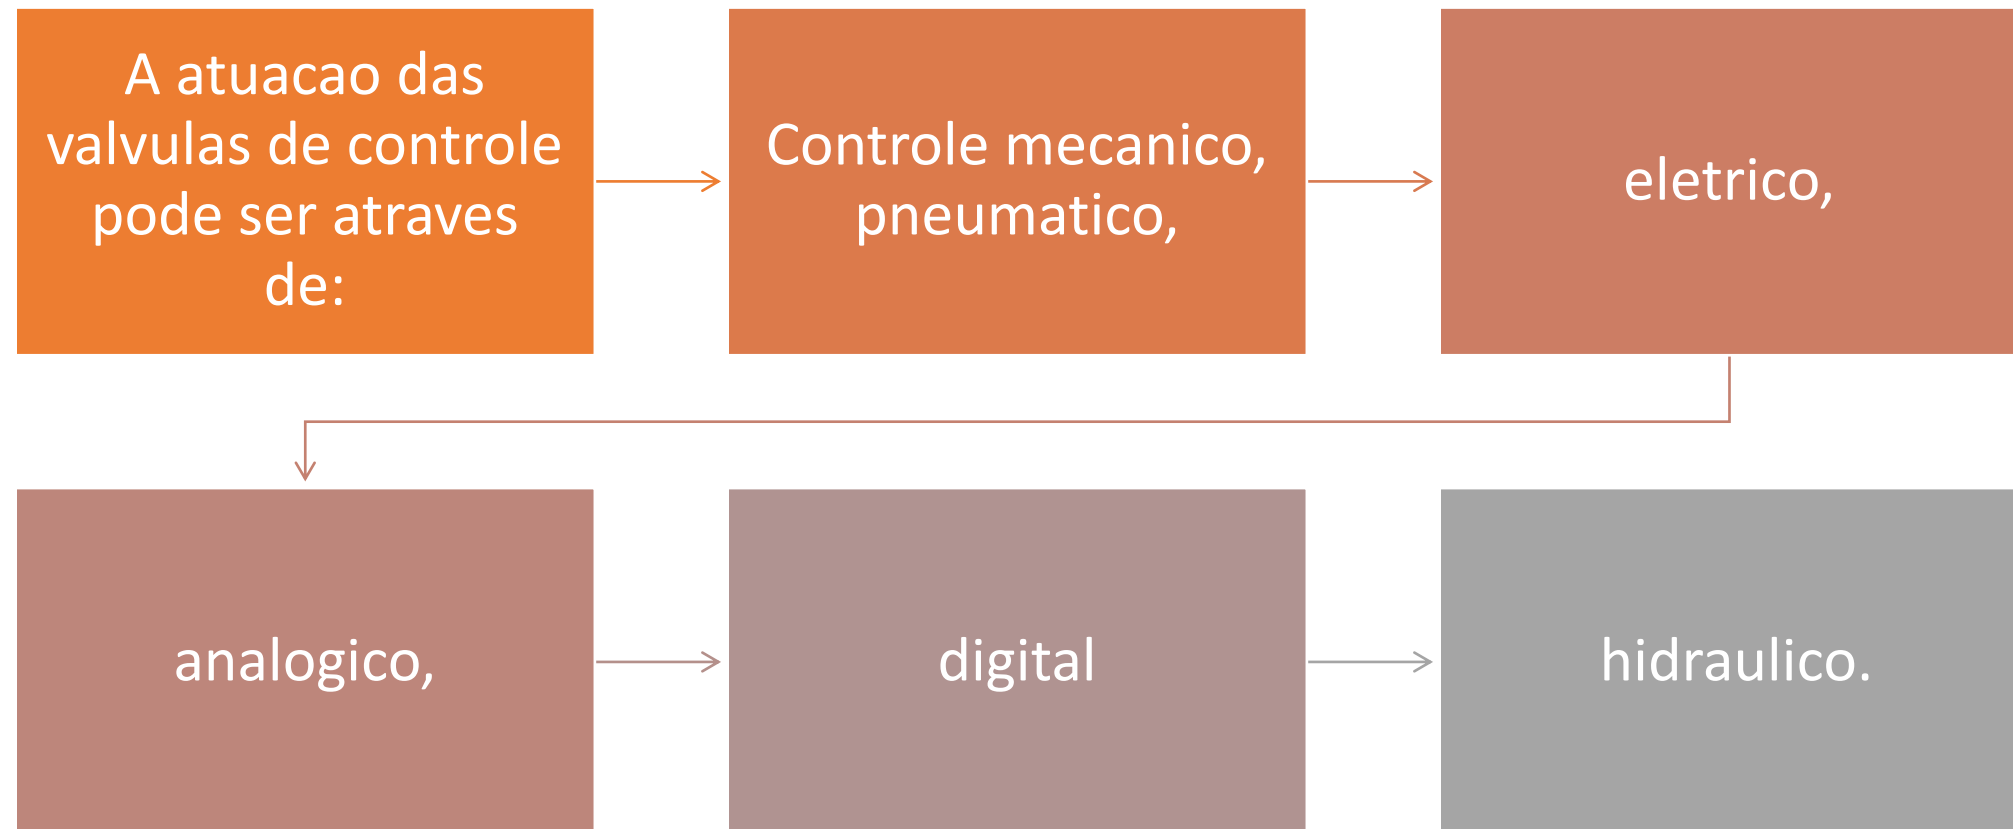 A atuacao das
valvulas de controle
pode ser atraves
de:
Controle mecanico,
pneumatico,
eletrico,
analogico,
digital
hidraulico.